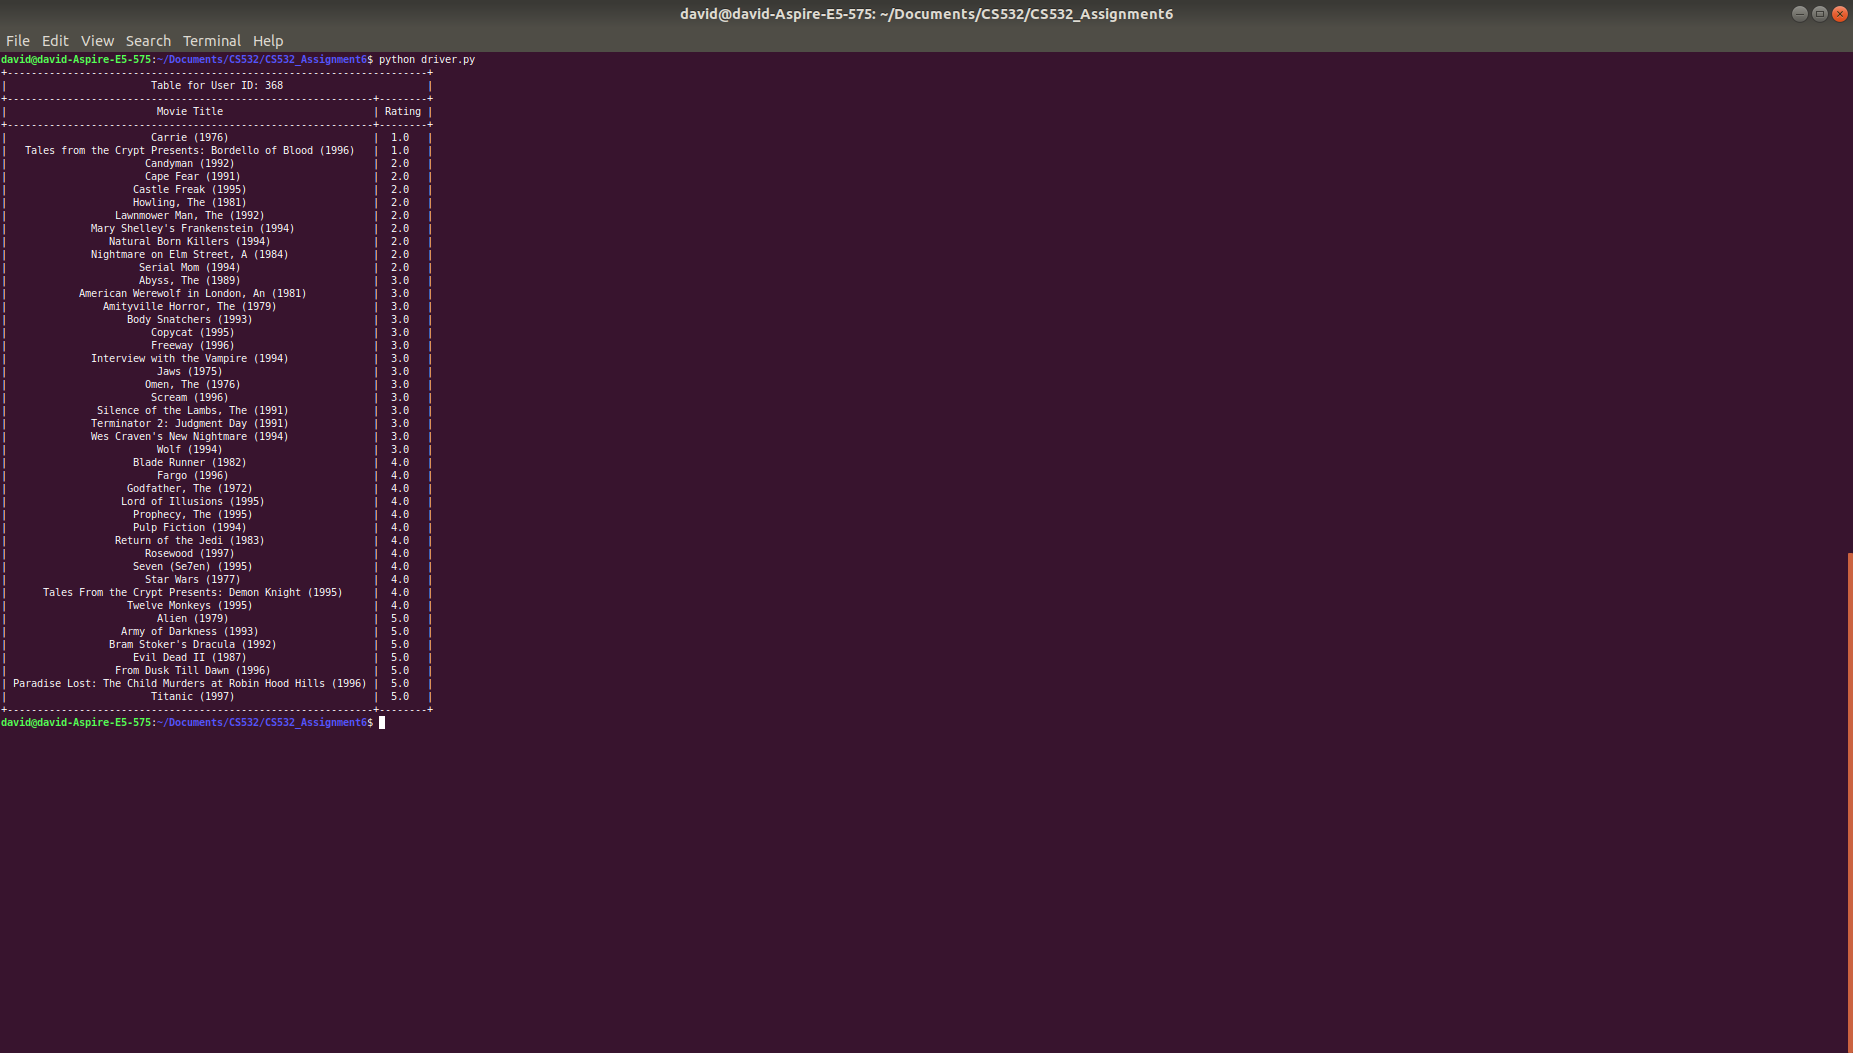 david@david-Aspire-E5-575: ~/Documents/CS532/CS532_Assignment6
File Edit View Search Terminal Help
david@david-Aspire-E5-575:~/Documents/CS532/CS532_Assignment6$ python driver.py
+----------------------------------------------------------------------+
|                        Table for User ID: 368                        |
+-------------------------------------------------------------+--------+
|                         Movie Title                         | Rating |
+-------------------------------------------------------------+--------+
|                        Carrie (1976)                        |  1.0   |
|   Tales from the Crypt Presents: Bordello of Blood (1996)   |  1.0   |
|                       Candyman (1992)                       |  2.0   |
|                       Cape Fear (1991)                      |  2.0   |
|                     Castle Freak (1995)                     |  2.0   |
|                     Howling, The (1981)                     |  2.0   |
|                  Lawnmower Man, The (1992)                  |  2.0   |
|              Mary Shelley's Frankenstein (1994)             |  2.0   |
|                 Natural Born Killers (1994)                 |  2.0   |
|              Nightmare on Elm Street, A (1984)              |  2.0   |
|                      Serial Mom (1994)                      |  2.0   |
|                      Abyss, The (1989)                      |  3.0   |
|            American Werewolf in London, An (1981)           |  3.0   |
|                Amityville Horror, The (1979)                |  3.0   |
|                    Body Snatchers (1993)                    |  3.0   |
|                        Copycat (1995)                       |  3.0   |
|                        Freeway (1996)                       |  3.0   |
|              Interview with the Vampire (1994)              |  3.0   |
|                         Jaws (1975)                         |  3.0   |
|                       Omen, The (1976)                      |  3.0   |
|                        Scream (1996)                        |  3.0   |
|               Silence of the Lambs, The (1991)              |  3.0   |
|              Terminator 2: Judgment Day (1991)              |  3.0   |
|              Wes Craven's New Nightmare (1994)              |  3.0   |
|                         Wolf (1994)                         |  3.0   |
|                     Blade Runner (1982)                     |  4.0   |
|                         Fargo (1996)                        |  4.0   |
|                    Godfather, The (1972)                    |  4.0   |
|                   Lord of Illusions (1995)                  |  4.0   |
|                     Prophecy, The (1995)                    |  4.0   |
|                     Pulp Fiction (1994)                     |  4.0   |
|                  Return of the Jedi (1983)                  |  4.0   |
|                       Rosewood (1997)                       |  4.0   |
|                     Seven (Se7en) (1995)                    |  4.0   |
|                       Star Wars (1977)                      |  4.0   |
|      Tales From the Crypt Presents: Demon Knight (1995)     |  4.0   |
|                    Twelve Monkeys (1995)                    |  4.0   |
|                         Alien (1979)                        |  5.0   |
|                   Army of Darkness (1993)                   |  5.0   |
|                 Bram Stoker's Dracula (1992)                |  5.0   |
|                     Evil Dead II (1987)                     |  5.0   |
|                  From Dusk Till Dawn (1996)                 |  5.0   |
| Paradise Lost: The Child Murders at Robin Hood Hills (1996) |  5.0   |
|                        Titanic (1997)                       |  5.0   |
+-------------------------------------------------------------+--------+
david@david-Aspire-E5-575:~/Documents/CS532/CS532_Assignment6$